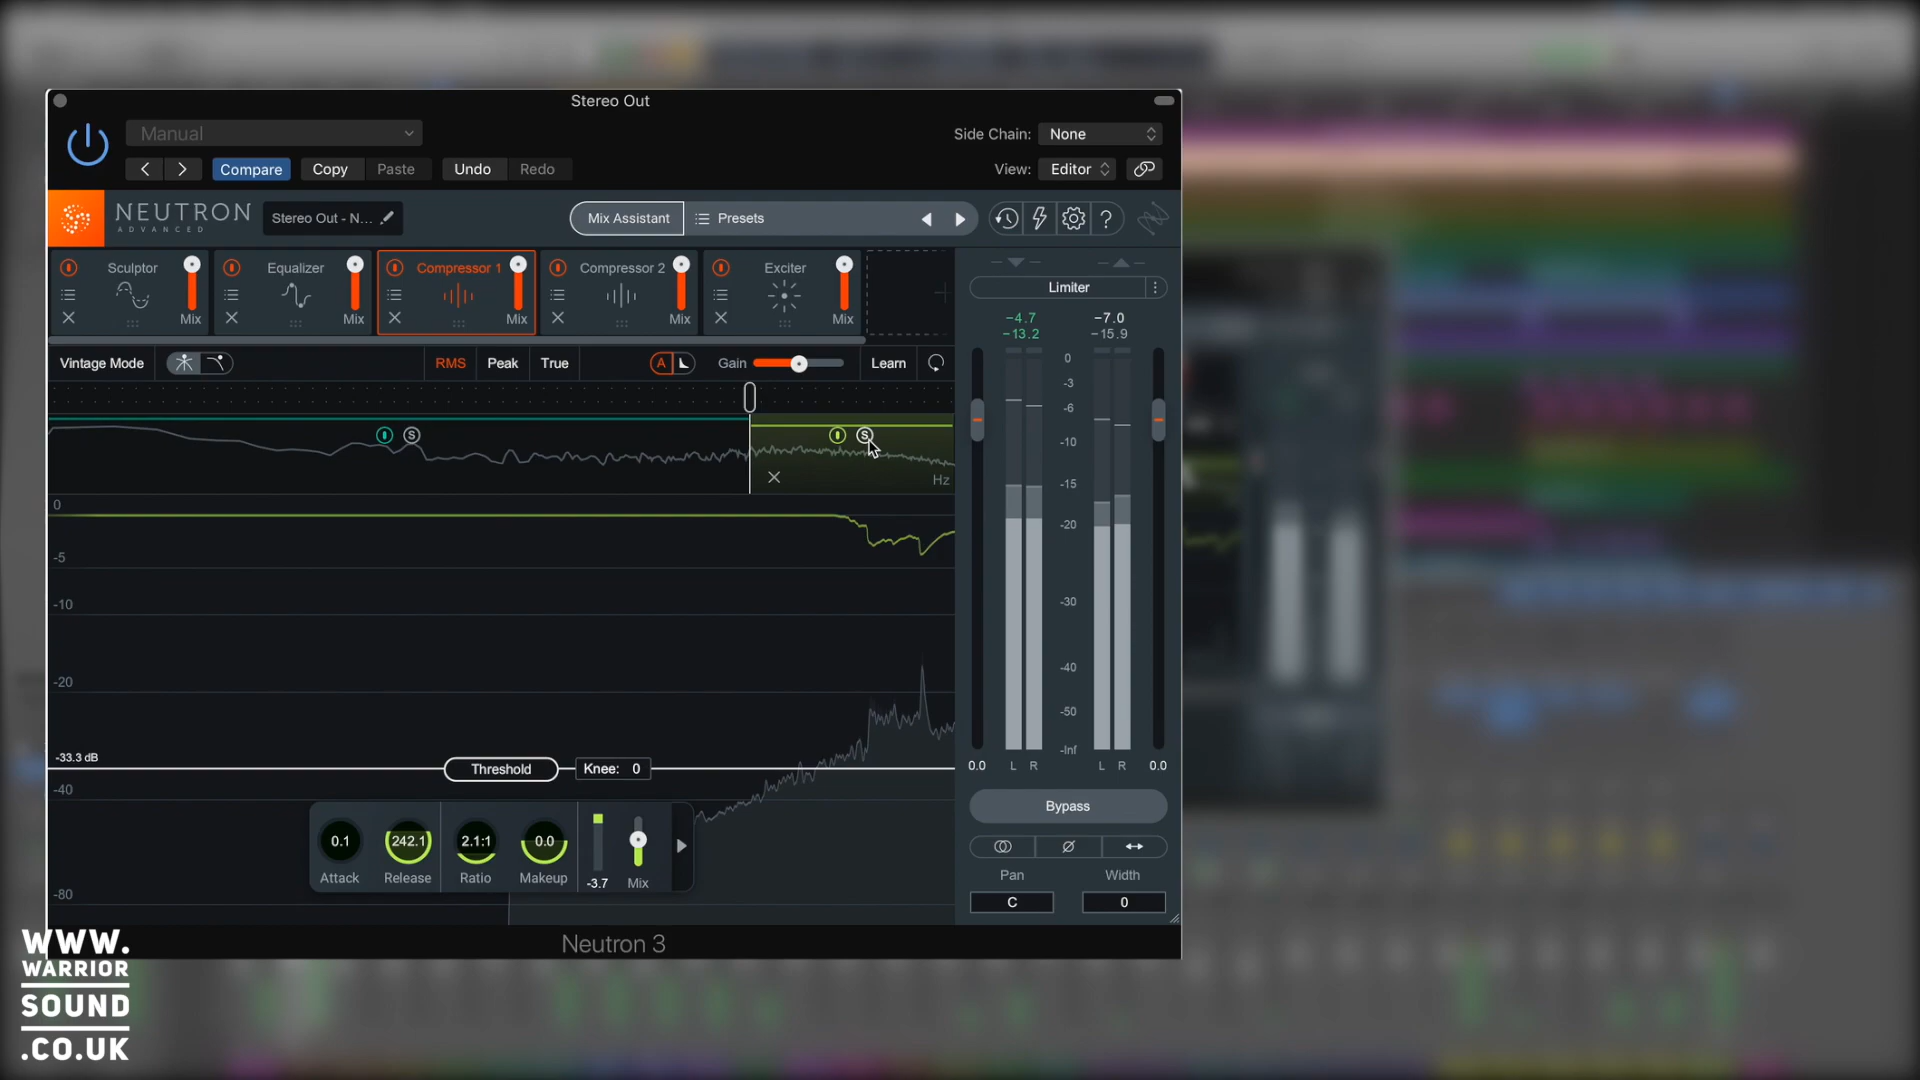 Stereo Out
Manual
Side Chain: None
Compare Copy Paste Undo Redo
View: Editor
NEUTRON
ADVANCED
Stereo Out - N...
Mix Assistant
Presets
?
Sculptor
Mix
Equalizer
Mix
Compressor 1
Mix
Compressor 2
Mix
Exciter
Mix
Limiter
-4.7
-13.2
-7.0
-15.9
Vintage Mode
RMS Peak True
A
Gain
Learn
S
S
Hz
0
-5
-10
-20
-33.3 dB
-40
-80
Threshold
Knee: 0
0.1
Attack
242.1
Release
2.1:1
Ratio
0.0
Makeup
-3.7
Mix
0
-3
-6
-10
-15
-20
-30
-40
-50
-Inf
0.0
L R
L R
0.0
Bypass
Pan
C
Width
0
Neutron 3
WWW.
WARRIOR
SOUND
.CO.UK